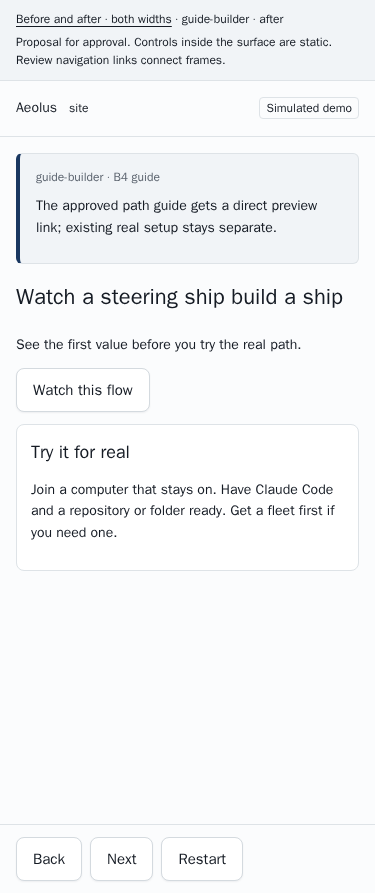 Before and after · both widths · guide-builder · after
Proposal for approval. Controls inside the surface are static.
Review navigation links connect frames.
Aeolus site Simulated demo
guide-builder · B4 guide
The approved path guide gets a direct preview
link; existing real setup stays separate.
Watch a steering ship build a ship
See the first value before you try the real path.
Watch this flow
Try it for real
Join a computer that stays on. Have Claude Code
and a repository or folder ready. Get a fleet first if
you need one.
Back Next Restart